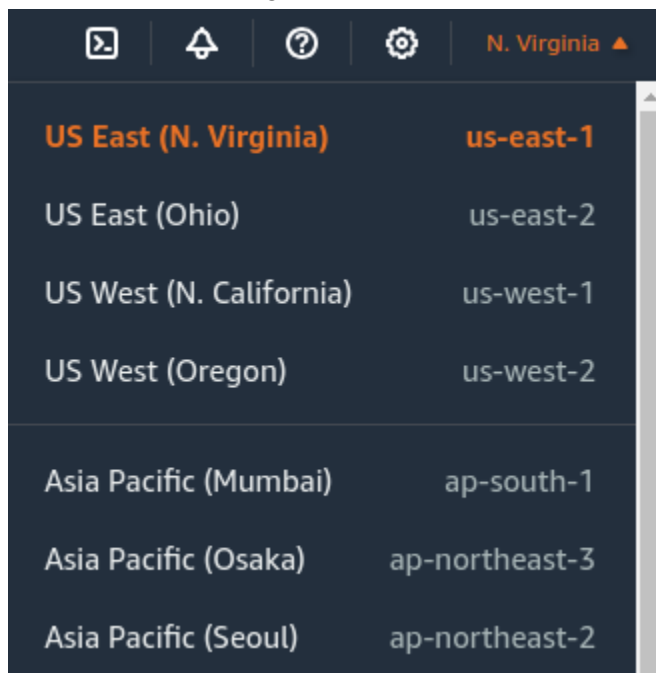 N. Virginia
US East (N. Virginia) us-east-1
US East (Ohio) us-east-2
US West (N. California) us-west-1
US West (Oregon) us-west-2
Asia Pacific (Mumbai) ap-south-1
Asia Pacific (Osaka) ap-northeast-3
Asia Pacific (Seoul) ap-northeast-2